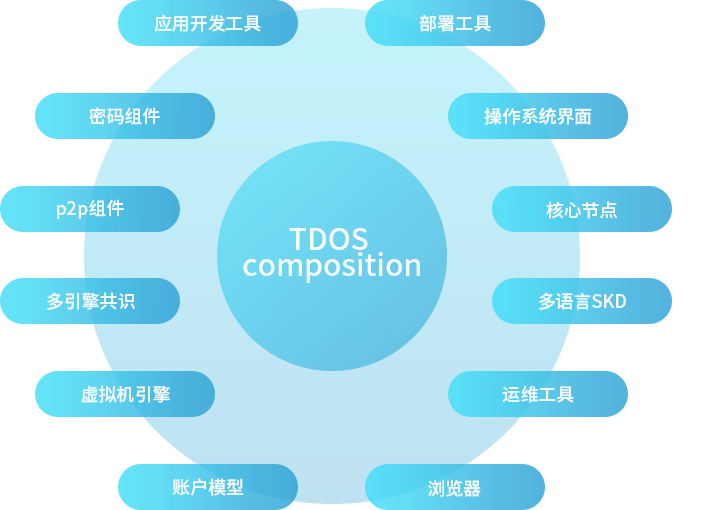 应用开发工具
部署工具
密码组件
操作系统界面
p2p组件
核心节点
TDOS
composition
多引擎共识
多语言SKD
虚拟机引擎
运维工具
账户模型
浏览器